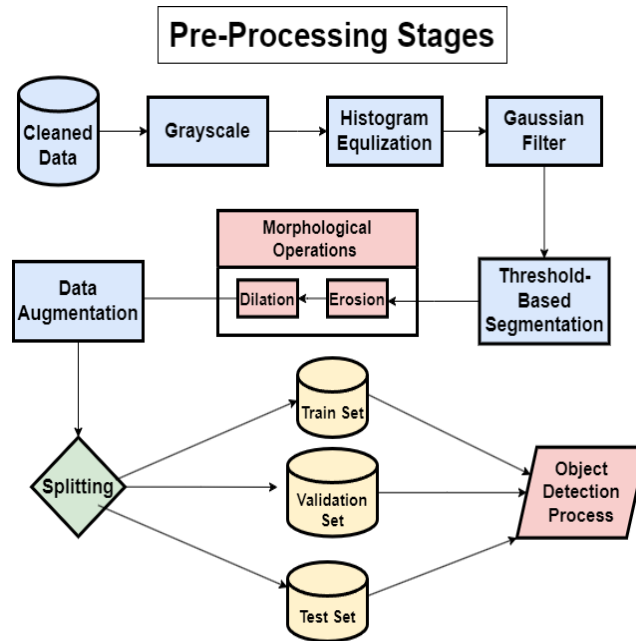 Pre-Processing Stages
Cleaned
Data
Grayscale
Histogram
Equlization
Gaussian
Filter
Threshold-
Based
Segmentation
Morphological
Operations
Erosion
Dilation
Data
Augmentation
Splitting
Train Set
Validation
Set
Test Set
Object
Detection
Process